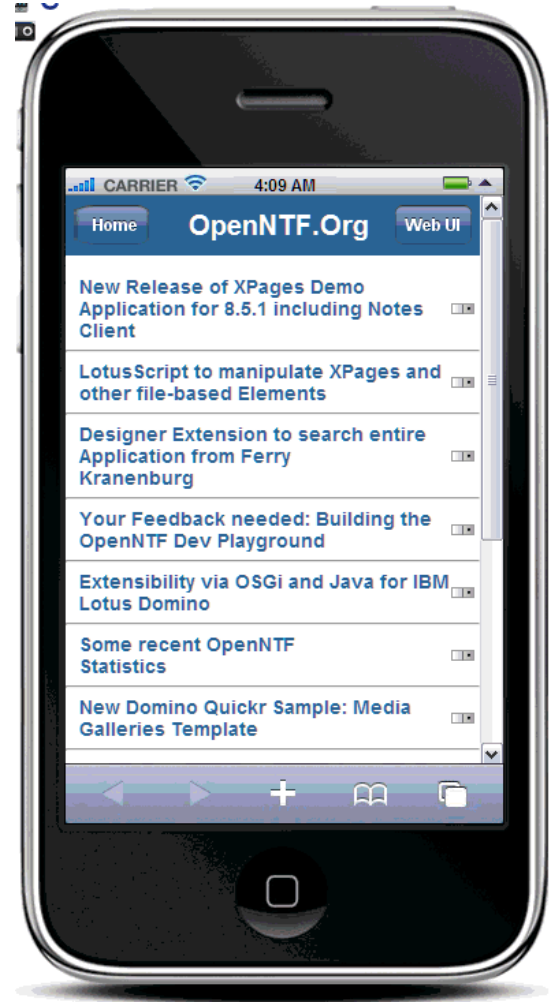 CARRIER 4:09 AM
Home OpenNTF.Org Web UI
New Release of XPages Demo
Application for 8.5.1 including Notes
Client
LotusScript to manipulate XPages and
other file-based Elements
Designer Extension to search entire
Application from Ferry
Kranenburg
Your Feedback needed: Building the
OpenNTF Dev Playground
Extensibility via OSGi and Java for IBM
Lotus Domino
Some recent OpenNTF
Statistics
New Domino Quickr Sample: Media
Galleries Template